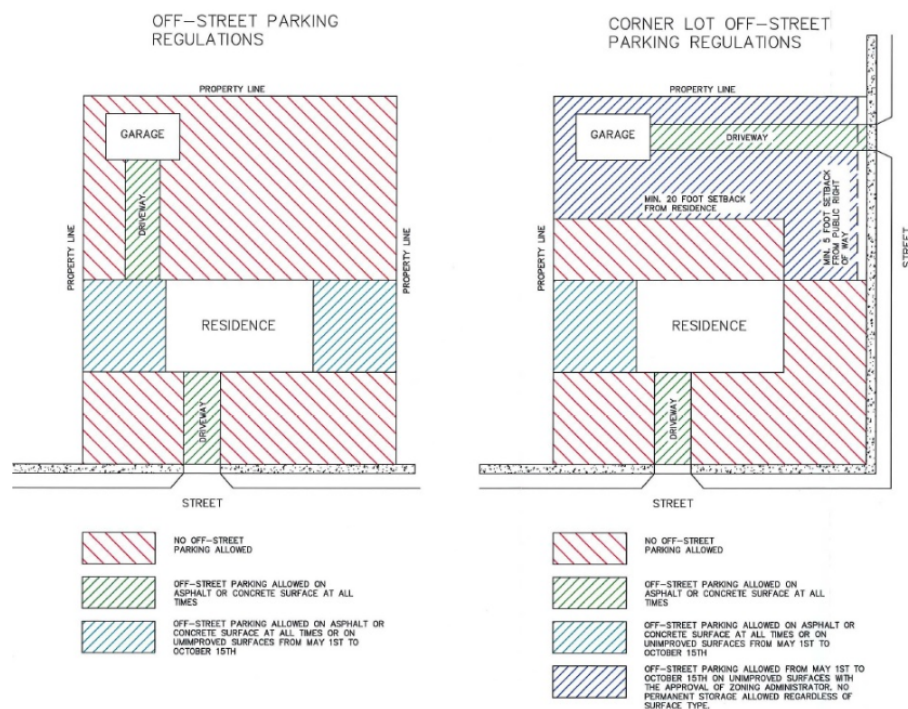 OFF-STREET PARKING
REGULATIONS
PROPERTY LINE
GARAGE
DRIVEWAY
PROPERTY LINE
PROPERTY LINE
RESIDENCE
DRIVEWAY
STREET
NO OFF-STREET
PARKING ALLOWED
OFF-STREET PARKING ALLOWED ON
ASPHALT OR CONCRETE SURFACE AT ALL
TIMES
OFF-STREET PARKING ALLOWED ON ASPHALT OR
CONCRETE SURFACE AT ALL TIMES OR ON
UNIMPROVED SURFACES FROM MAY 1ST TO
OCTOBER 15TH
CORNER LOT OFF-STREET
PARKING REGULATIONS
PROPERTY LINE
GARAGE
DRIVEWAY
MIN. 20 FOOT SETBACK
FROM RESIDENCE
MIN. 5 FOOT SETBACK
FROM PUBLIC RIGHT
OF WAY
STREET
PROPERTY LINE
RESIDENCE
DRIVEWAY
STREET
NO OFF-STREET
PARKING ALLOWED
OFF-STREET PARKING ALLOWED ON
ASPHALT OR CONCRETE SURFACE AT ALL
TIMES
OFF-STREET PARKING ALLOWED ON ASPHALT OR
CONCRETE SURFACE AT ALL TIMES OR ON
UNIMPROVED SURFACES FROM MAY 1ST TO
OCTOBER 15TH
OFF-STREET PARKING ALLOWED FROM MAY 1ST TO
OCTOBER 15TH ON UNIMPROVED SURFACES WITH
THE APPROVAL OF ZONING ADMINISTRATOR. NO
PERMANENT STORAGE ALLOWED REGARDLESS OF
SURFACE TYPE.